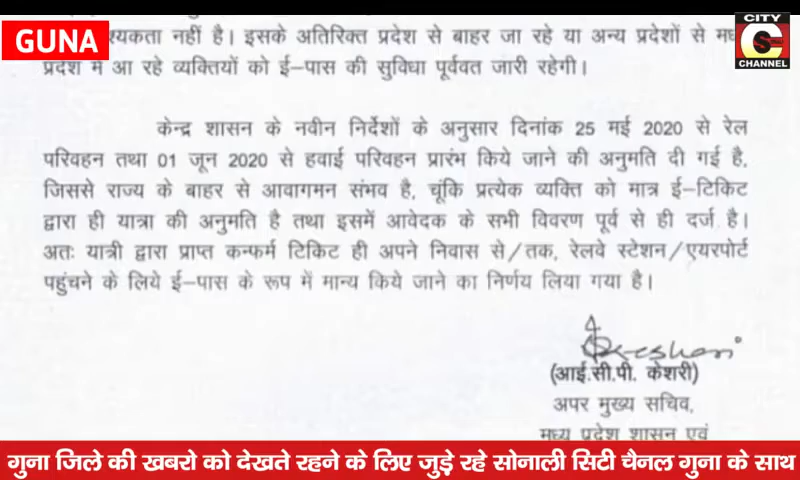 GUNA
CITY
CHANNEL
श्यकता नहीं है। इसके अतिरिक्त प्रदेश से बाहर जा रहे या अन्य प्रदेशों से
प्रदेश में आ रहे व्यक्तियों को ई–पास की सुविधा पूर्ववत जारी रहेगी।
केन्द्र शासन के नवीन निर्देशों के अनुसार दिनांक 25 मई 2020 से रेल
परिवहन तथा 01 जून 2020 से हवाई परिवहन प्रारंभ किये जाने की अनुमति दी गई है,
जिससे राज्य के बाहर से आवागमन संभव है, चूंकि प्रत्येक व्यक्ति को मात्र ई–टिकिट
द्वारा ही यात्रा की अनुमति है तथा इसमें आवेदक के सभी विवरण पूर्व से ही दर्ज है।
अतः यात्री द्वारा प्राप्त कन्फर्म टिकिट ही अपने निवास से/तक, रेलवे स्टेशन/एयरपोर्ट
पहुंचने के लिये ई–पास के रूप में मान्य किये जाने का निर्णय लिया गया है।
(आई.सी.पी. केशरी)
अपर मुख्य सचिव,
मध्य प्रदेश शासन एवं
गुना जिले की खबरो को देखते रहने के लिए जुड़े रहे सोनाली सिटी चैनल गुना के साथ